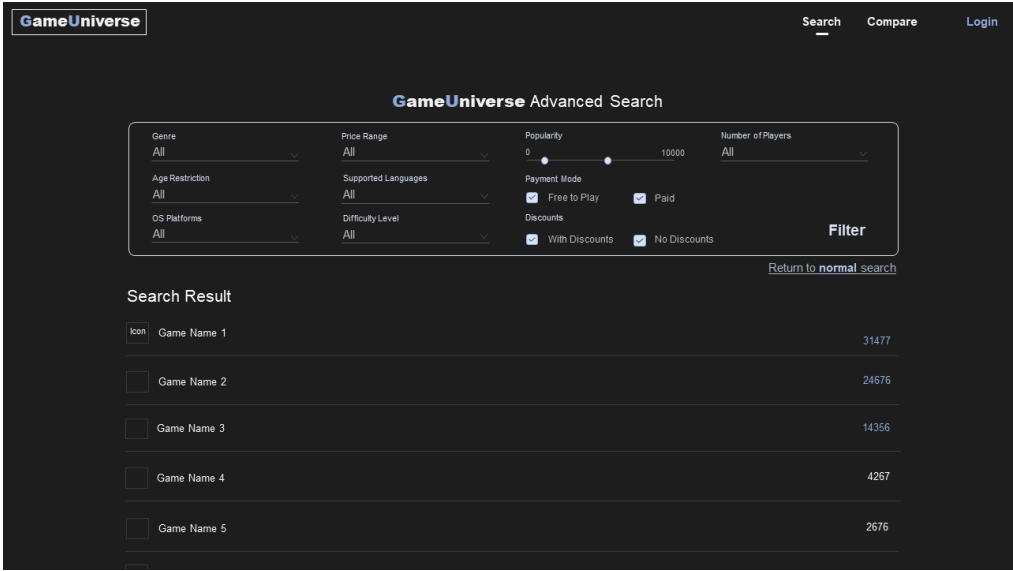 GameUniverse
Search Compare Login
GameUniverse Advanced Search
Genre Price Range Popularity Number of Players
All All 0 10000 All
Age Restriction Supported Languages Payment Mode
All All Free to Play Paid
OS Platforms Difficulty Level Discounts
All All With Discounts No Discounts Filter
Return to normal search
Search Result
Icon Game Name 1 31477
Game Name 2 24676
Game Name 3 14356
Game Name 4 4267
Game Name 5 2676